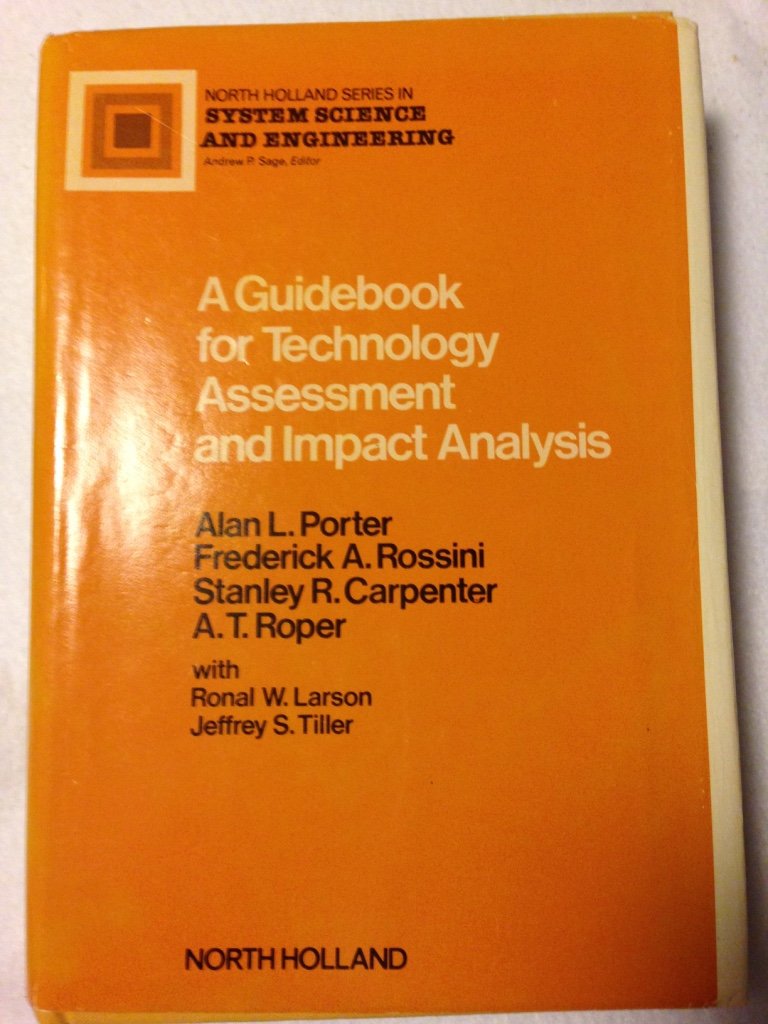 NORTH HOLLAND SERIES IN
SYSTEM SCIENCE
AND ENGINEERING
Andrew P. Sage, Editor
A Guidebook
for Technology
Assessment
and Impact Analysis
Alan L. Porter
Frederick A. Rossini
Stanley R. Carpenter
A. T. Roper
with
Ronal W. Larson
Jeffrey S. Tiller
NORTH HOLLAND